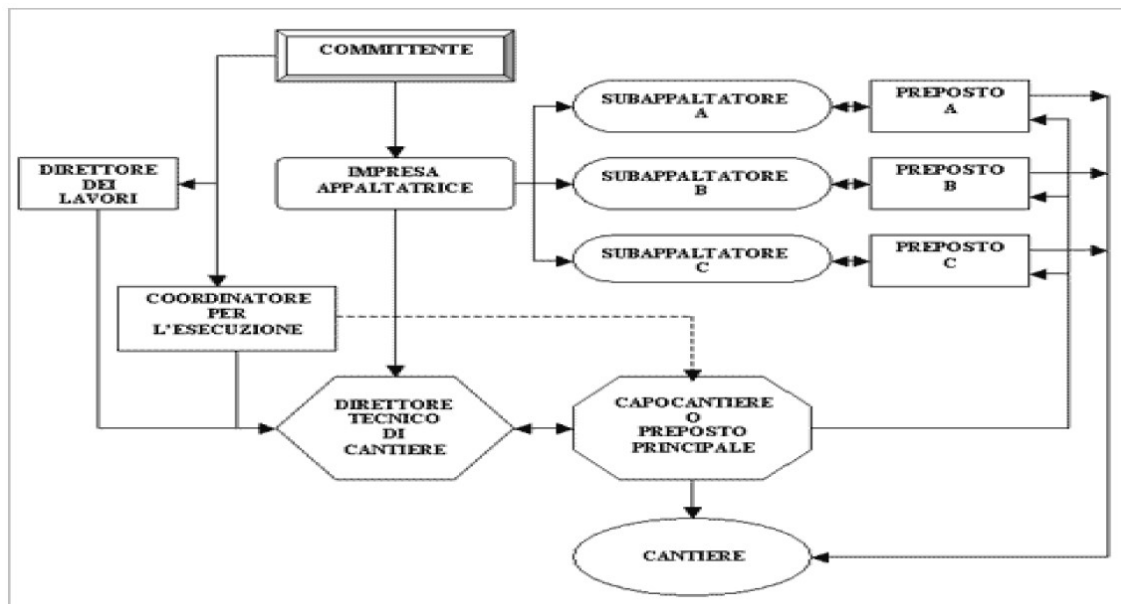 COMMITTENTE
SUBAPPALTATORE
A
PREPOSTO
A
DIRETTORE
DEI
LAVORI
IMPRESA
APPALTATRICE
SUBAPPALTATORE
B
PREPOSTO
B
SUBAPPALTATORE
C
PREPOSTO
C
COORDINATORE
PER
L'ESECUZIONE
DIRETTORE
TECNICO
DI
CANTIERE
CAPOCANTIERE
O
PREPOSTO
PRINCIPALE
CANTIERE